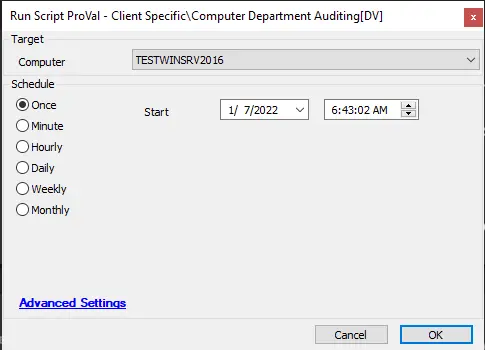 Run Script ProVal - Client Specific\Computer Department Auditing[DV]
x
Target
Computer TESTWINSRV2016
Schedule
Once Start 1/ 7/2022 6:43:02 AM
Minute
Hourly
Daily
Weekly
Monthly
Advanced Settings
Cancel OK